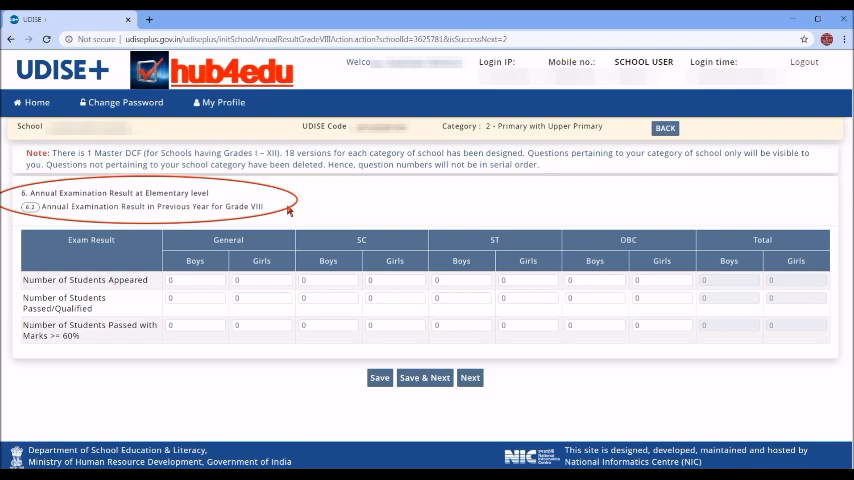 UDISE+
Not secure | udiseplus.gov.in/udiseplus/initSchoolAnnualResultGradeVIIIAction.action?schoolId=3625781&isSuccessNext=2
UDISE+ hub4edu
Login IP: Mobile no.: SCHOOL USER Login time: Logout
Home Change Password My Profile
School UDISE Code Category : 2 - Primary with Upper Primary BACK
Note: There is 1 Master DCF (for Schools having Grades I – XII). 18 versions for each category of school has been designed. Questions pertaining to your category of school only will be visible to
you. Questions not pertaining to your school category have been deleted. Hence, question numbers will not be in serial order.
6. Annual Examination Result at Elementary level
6.2 Annual Examination Result in Previous Year for Grade VIII
Exam Result General SC ST OBC Total
Boys Girls Boys Girls Boys Girls Boys Girls Boys Girls
Number of Students Appeared 0 0 0 0 0 0 0 0 0 0
Number of Students
Passed/Qualified 0 0 0 0 0 0 0 0 0 0
Number of Students Passed with
Marks >= 60% 0 0 0 0 0 0 0 0 0 0
Save Save & Next Next
Department of School Education & Literacy,
Ministry of Human Resource Development, Government of India
NIC National Informatics Centre
This site is designed, developed, maintained and hosted by
National Informatics Centre (NIC)